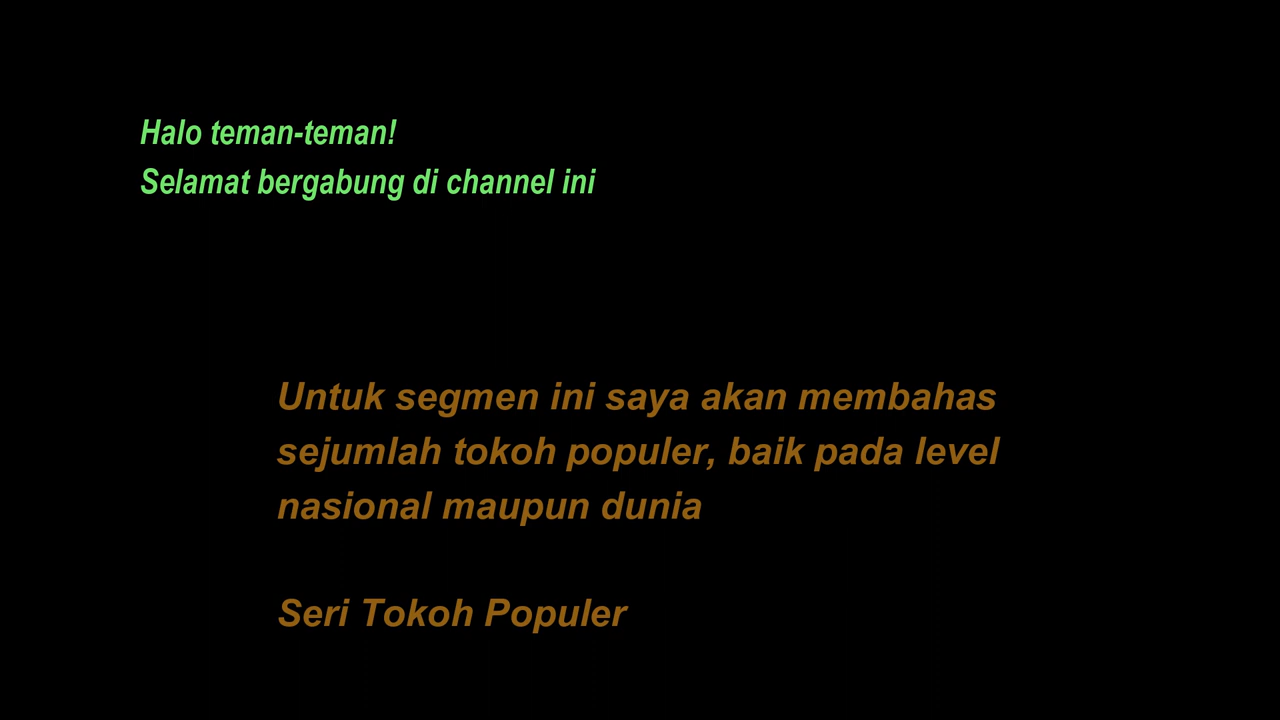 Halo teman-teman!
Selamat bergabung di channel ini
Untuk segmen ini saya akan membahas
sejumlah tokoh populer, baik pada level
nasional maupun dunia
Seri Tokoh Populer